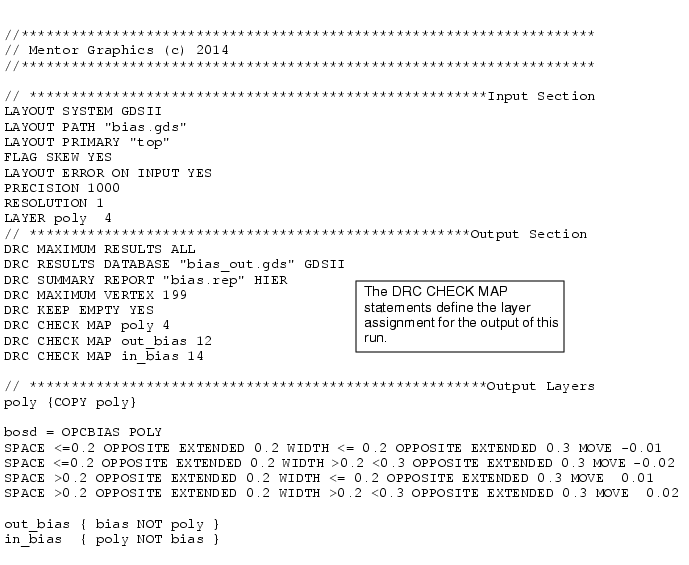 //**********************************************************************
// Mentor Graphics (c) 2014
//**********************************************************************
// ********************************************************Input Section
LAYOUT SYSTEM GDSII
LAYOUT PATH "bias.gds"
LAYOUT PRIMARY "top"
FLAG SKEW YES
LAYOUT ERROR ON INPUT YES
PRECISION 1000
RESOLUTION 1
LAYER poly  4
// ******************************************************Output Section
DRC MAXIMUM RESULTS ALL
DRC RESULTS DATABASE "bias_out.gds" GDSII
DRC SUMMARY REPORT "bias.rep" HIER
DRC MAXIMUM VERTEX 199
DRC KEEP EMPTY YES
DRC CHECK MAP poly 4
DRC CHECK MAP out_bias 12
DRC CHECK MAP in_bias 14
The DRC CHECK MAP
statements define the layer
assignment for the output of this
run.
// ********************************************************Output Layers
poly {COPY poly}
bosd = OPCBIAS POLY
SPACE <=0.2 OPPOSITE EXTENDED 0.2 WIDTH <= 0.2 OPPOSITE EXTENDED 0.3 MOVE -0.01
SPACE <=0.2 OPPOSITE EXTENDED 0.2 WIDTH >0.2 <0.3 OPPOSITE EXTENDED 0.3 MOVE -0.02
SPACE >0.2 OPPOSITE EXTENDED 0.2 WIDTH <= 0.2 OPPOSITE EXTENDED 0.3 MOVE  0.01
SPACE >0.2 OPPOSITE EXTENDED 0.2 WIDTH >0.2 <0.3 OPPOSITE EXTENDED 0.3 MOVE  0.02
out_bias { bias NOT poly }
in_bias  { poly NOT bias }